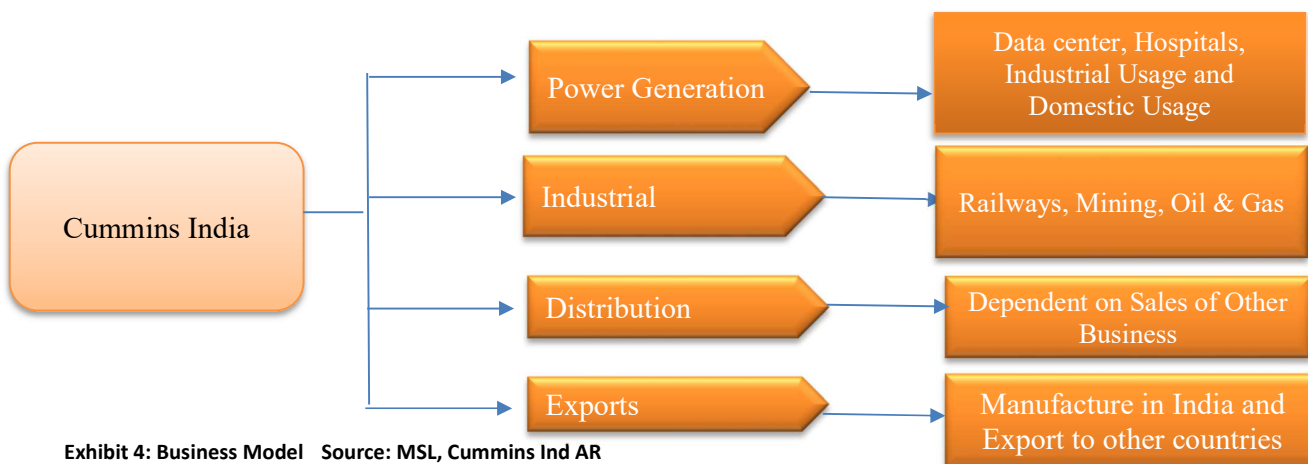 Cummins India
Power Generation
Data center, Hospitals,
Industrial Usage and
Domestic Usage
Industrial
Railways, Mining, Oil & Gas
Distribution
Dependent on Sales of Other
Business
Exports
Manufacture in India and
Export to other countries
Exhibit 4: Business Model Source: MSL, Cummins Ind AR